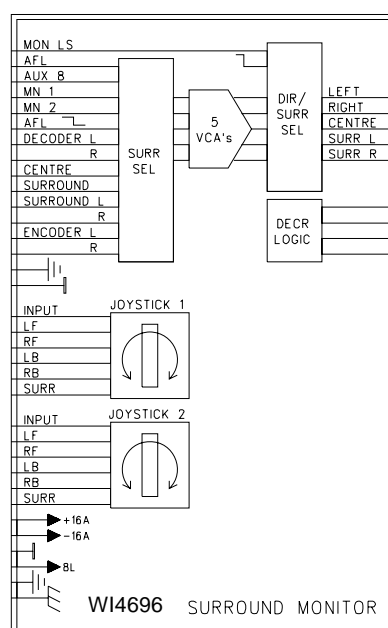 MON LS
AFL
AUX 8
MN 1
MN 2
AFL
DECODER L
R
CENTRE
SURROUND
SURROUND L
R
ENCODER L
R
SURR
SEL
5
VCA's
DIR/
SURR
SEL
LEFT
RIGHT
CENTRE
SURR L
SURR R
DECR
LOGIC
JOYSTICK 1
INPUT
LF
RF
LB
RB
SURR
JOYSTICK 2
INPUT
LF
RF
LB
RB
SURR
+16A
-16A
8L
WI4696 SURROUND MONITOR